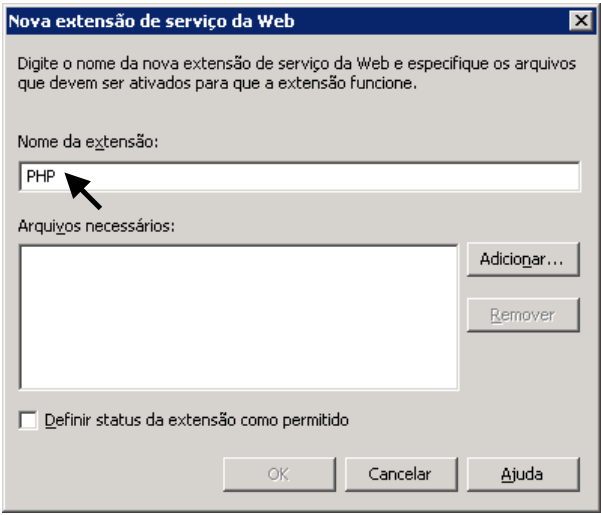 Nova extensão de serviço da Web
Digite o nome da nova extensão de serviço da Web e especifique os arquivos
que devem ser ativados para que a extensão funcione.
Nome da extensão:
PHP
Arquivos necessários:
Adicionar...
Remover
Definir status da extensão como permitido
OK
Cancelar
Ajuda